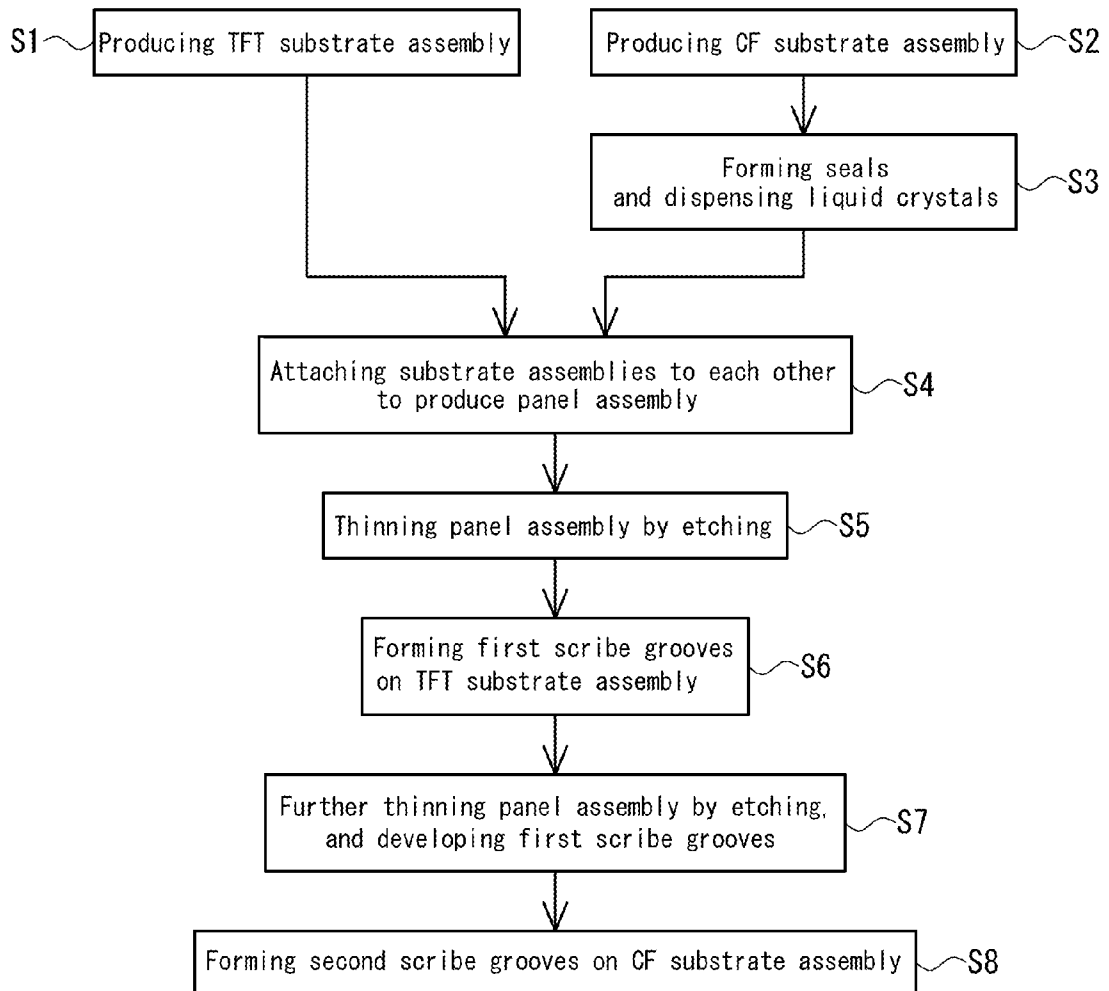 S1
Producing TFT substrate assembly
Producing CF substrate assembly
S2
Forming seals
and dispensing liquid crystals
S3
Attaching substrate assemblies to each other
to produce panel assembly
S4
Thinning panel assembly by etching
S5
Forming first scribe grooves
on TFT substrate assembly
S6
Further thinning panel assembly by etching,
and developing first scribe grooves
S7
Forming second scribe grooves on CF substrate assembly
S8